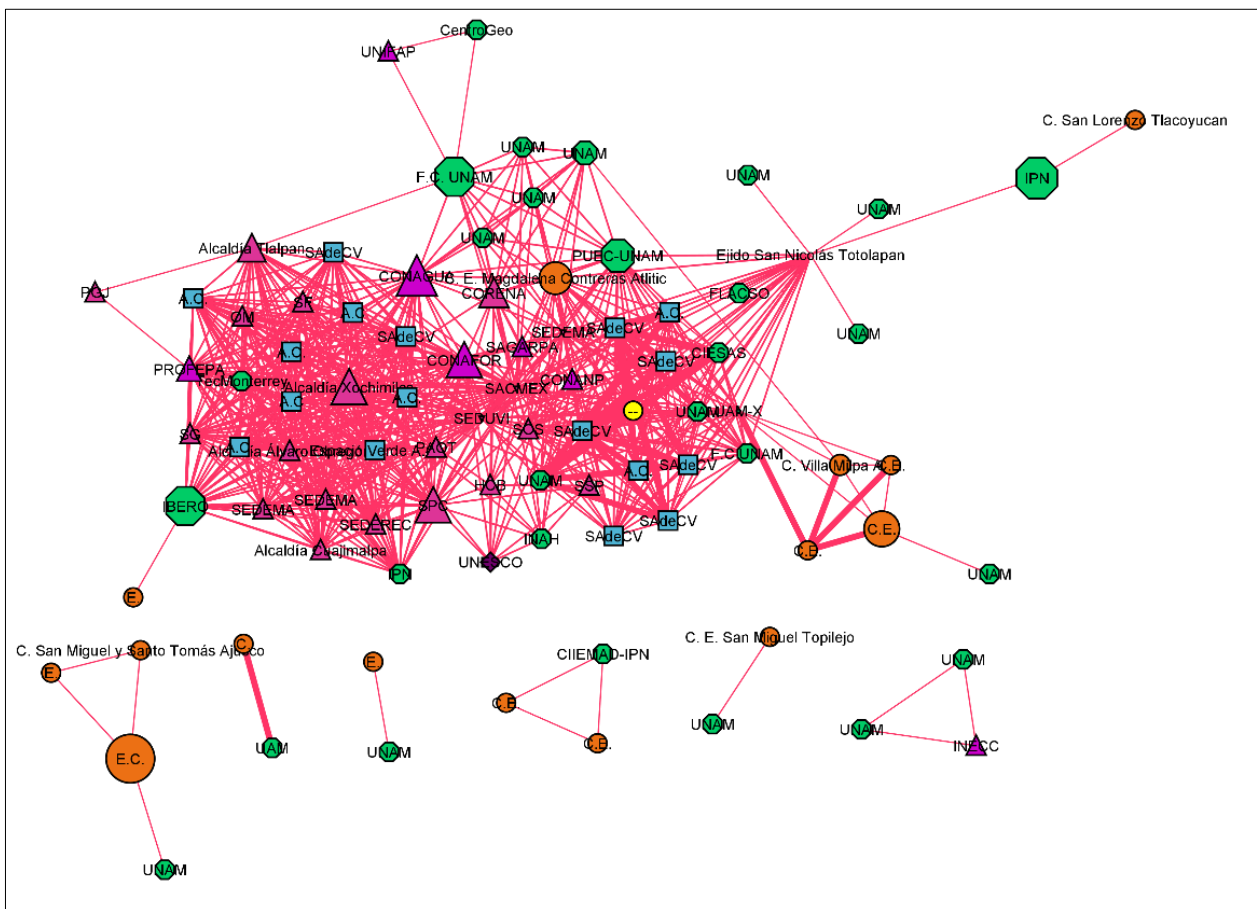 CentroGeo
UNIFAP
C. San Lorenzo Tlacoyucan
UNAM
UNAM
F.C. UNAM
UNAM
IPN
UNAM
UNAM
UNAM
Alcaldía Tlalpan
SAdeCV
PUEC-UNAM
Ejido San Nicolás Totolapan
CONAGUA
C. E. Magdalena Contreras Atlitic
CORENA
PGJ
FLACSO
A.C.
SF
A.C.
OM
SAdeCV
SEDEMA
SAdeCV
A.C.
UNAM
A.C.
SAGARPA
CIESAS
PROFEPA
CONAFOR
SAdeCV
TecMonterrey
Alcaldía Xochimilco
SAOMEX
CONANP
A.C.
A.C.
SEDUVI
--
UNAM
UAM-X
SG
A.C.
SOS
SAdeCV
Espacio Verde A.
PAOT
F.C.UNAM
C. Villa Milpa A.
C.E.
A.C.
SAdeCV
IBERO
SEDEMA
SEDEMA
SPC
HOB
UNAM
SSP
SEDEREC
SAdeCV
SAdeCV
C.E.
Alcaldía Cuajimalpa
INAH
C.E.
UNESCO
IPN
UNAM
E.
C. San Miguel y Santo Tomás Ajusco
C.
C. E. San Miguel Topilejo
E.
E.
CIIEMAD-IPN
UNAM
C.E.
C.E.
UNAM
UNAM
INECC
UAM
UNAM
E.C.
UNAM